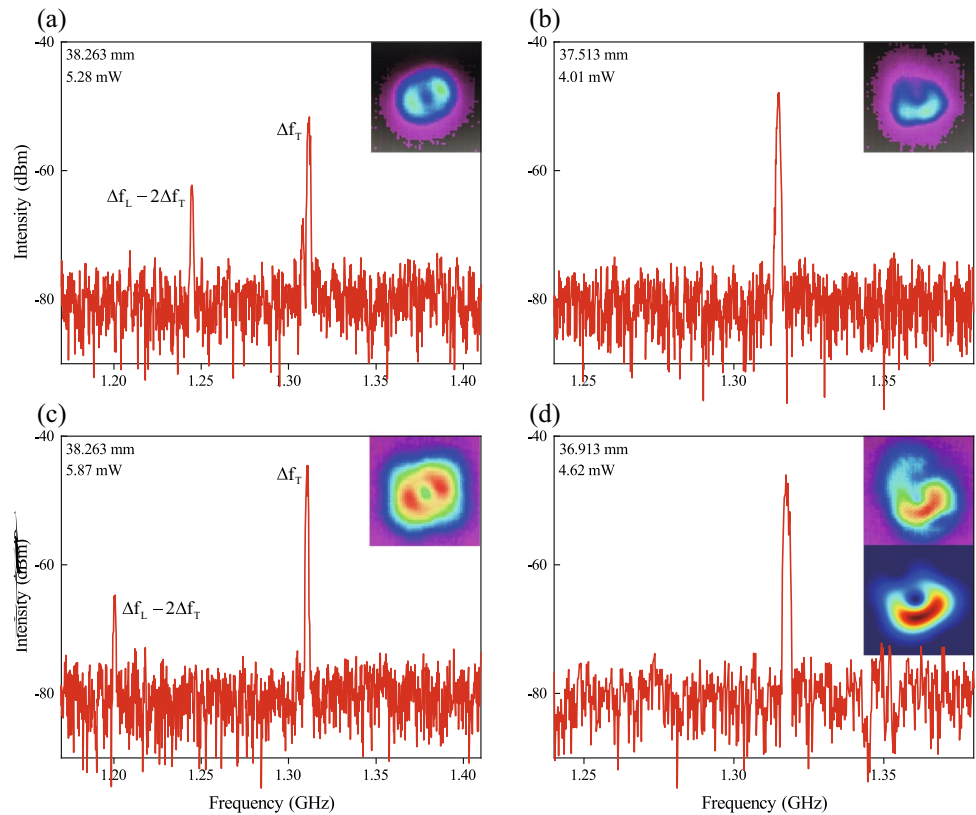 (a)
-40
38.263 mm
5.28 mW
Δf_T
-60
Δf_L − 2Δf_T
-80
Intensity (dBm)
1.20
1.25
1.30
1.35
1.40
(b)
-40
37.513 mm
4.01 mW
-60
-80
1.25
1.30
1.35
(c)
-40
38.263 mm
5.87 mW
Δf_T
-60
Δf_L − 2Δf_T
-80
Intensity (dBm)
1.20
1.25
1.30
1.35
1.40
Frequency (GHz)
(d)
-40
36.913 mm
4.62 mW
-60
-80
1.25
1.30
1.35
Frequency (GHz)